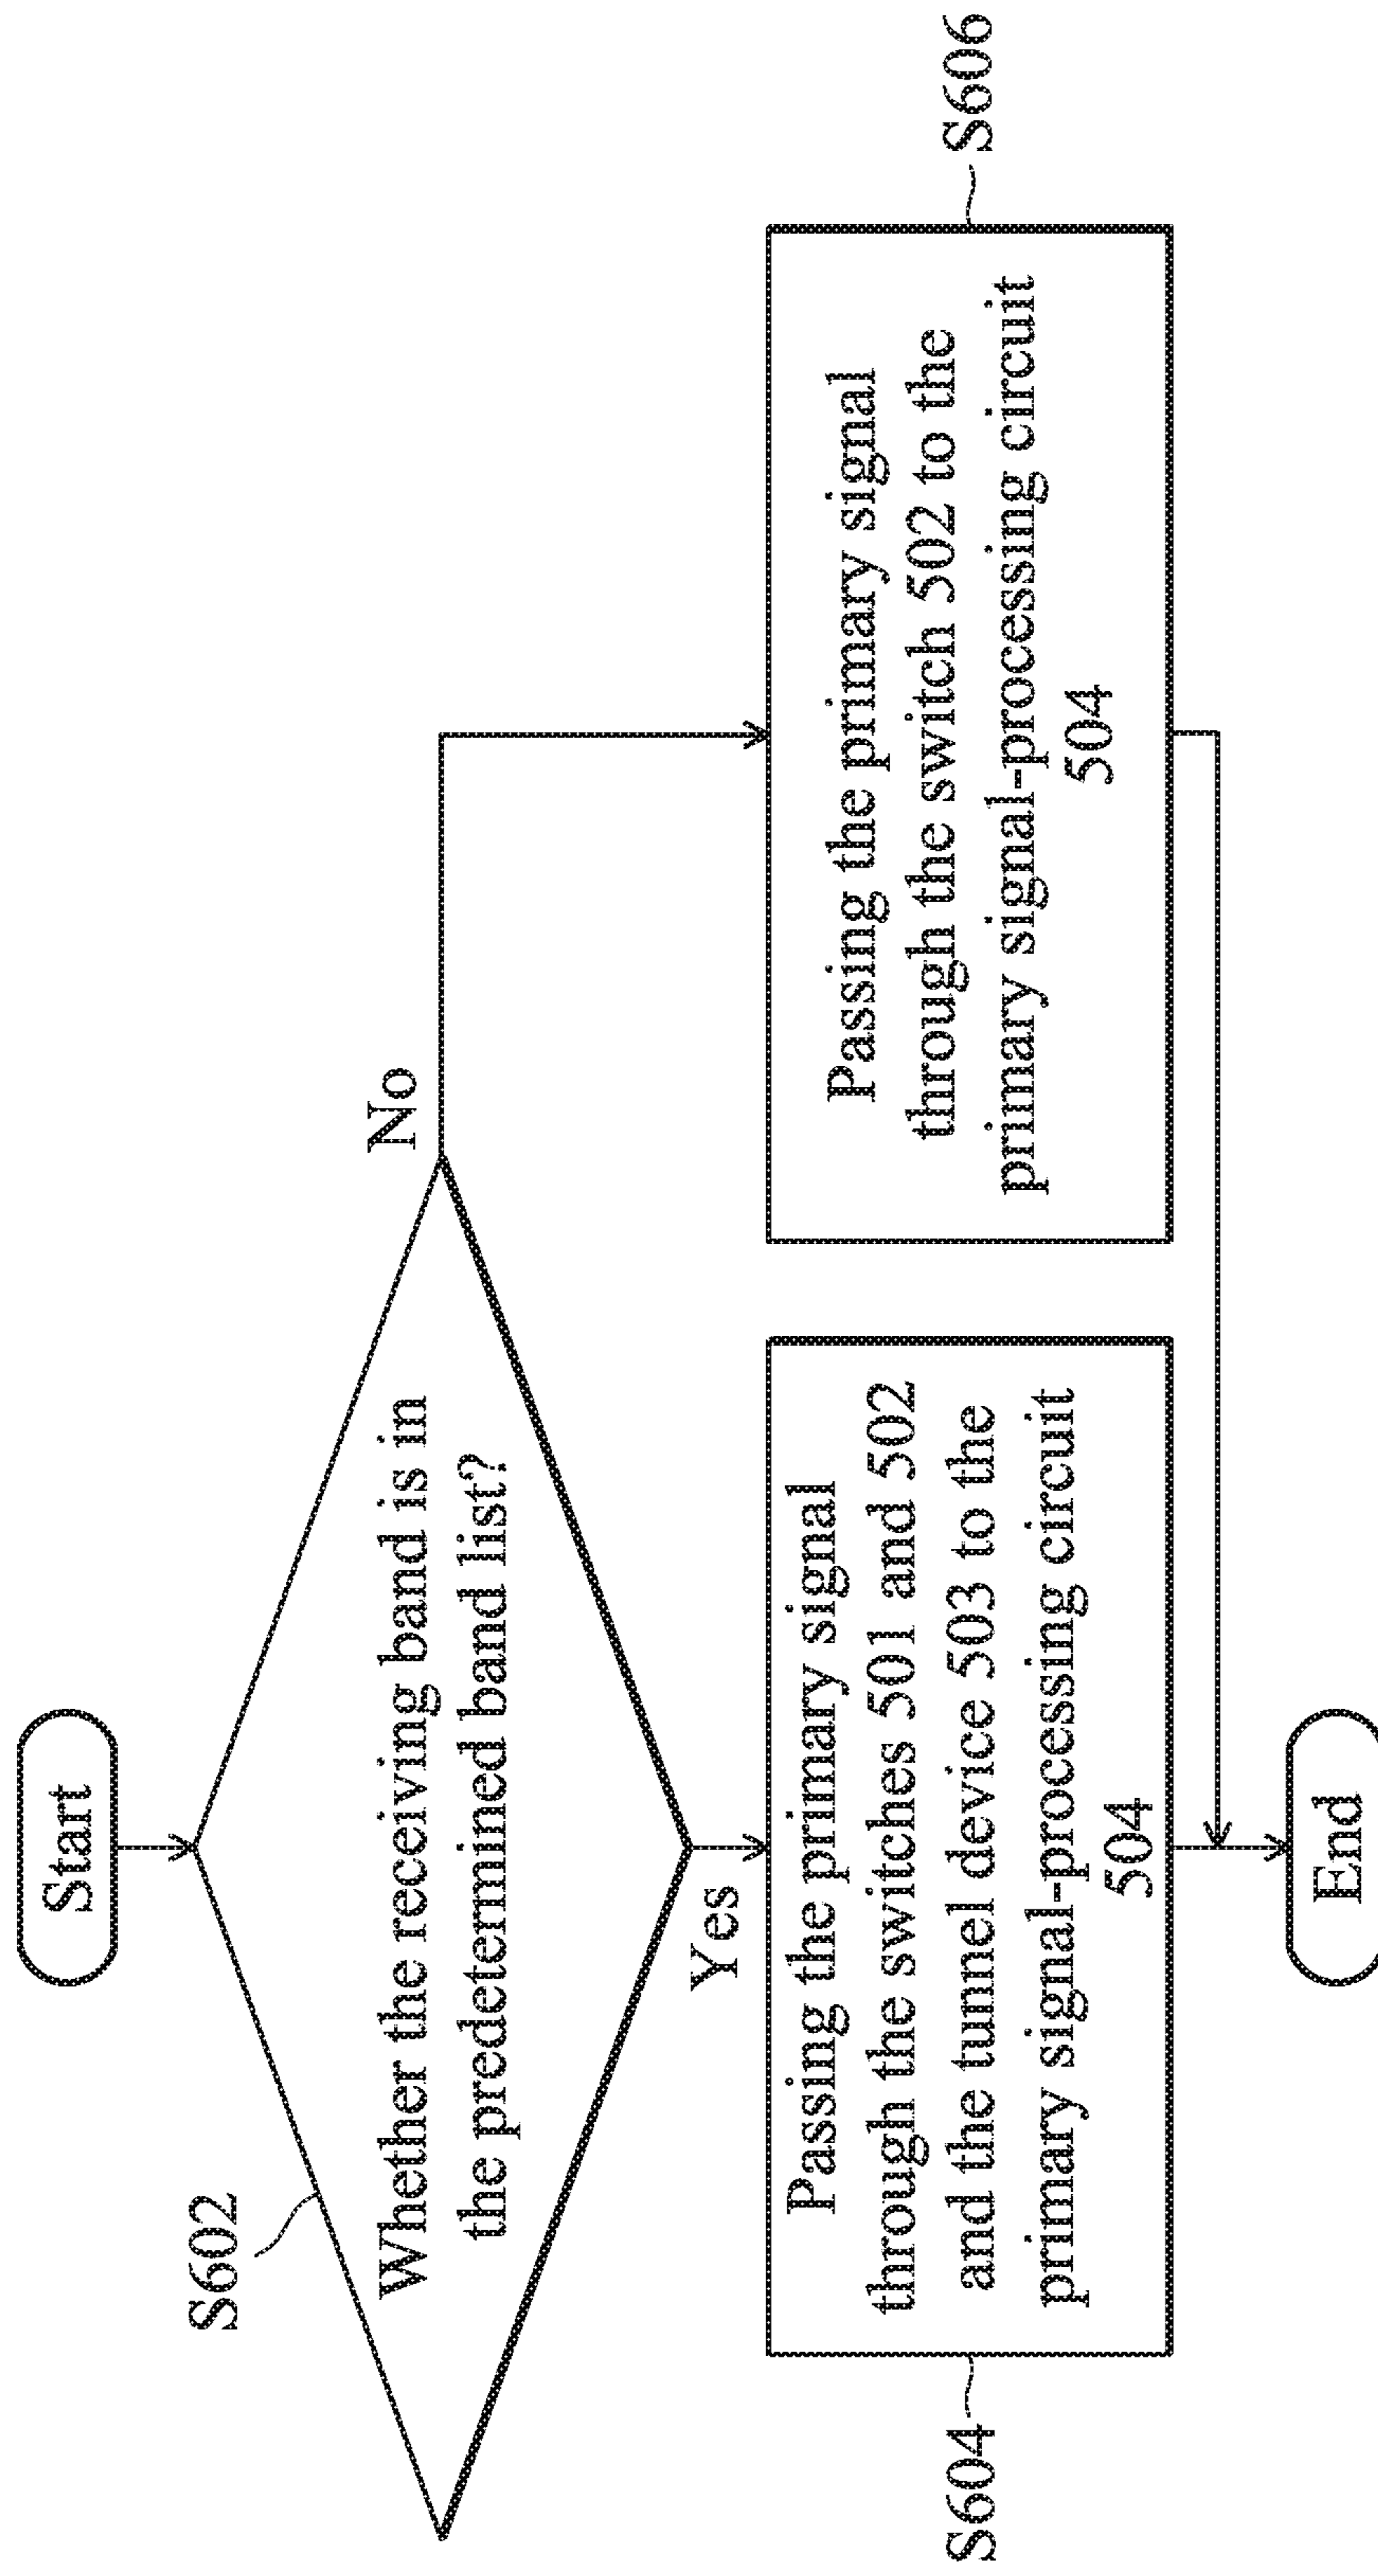 Start
S602
Whether the receiving band is in
the predetermined band list?
No
Yes
S604
Passing the primary signal
through the switches 501 and 502
and the tunnel device 503 to the
primary signal-processing circuit
504
Passing the primary signal
through the switch 502 to the
primary signal-processing circuit
504
S606
End